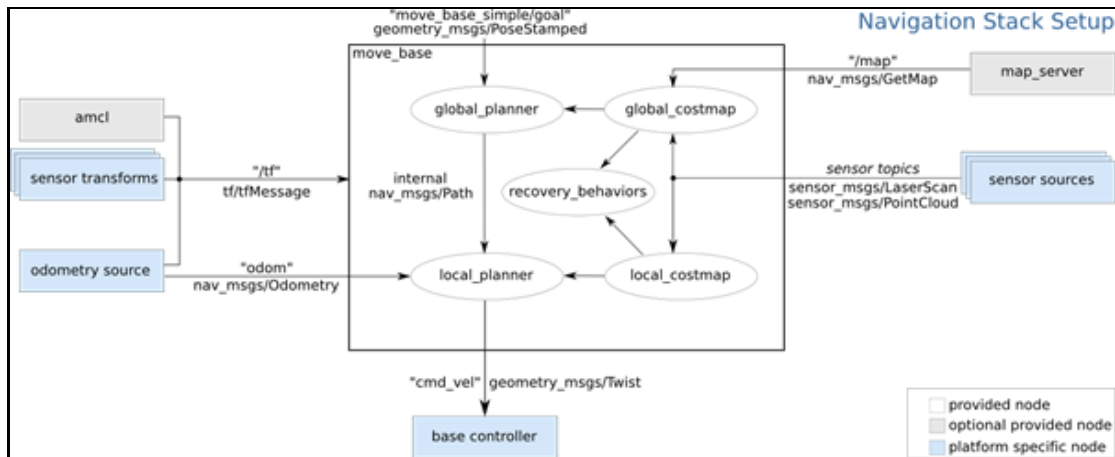 "move_base_simple/goal"
geometry_msgs/PoseStamped
Navigation Stack Setup
move_base
"/map"
nav_msgs/GetMap
map_server
amcl
global_planner
global_costmap
sensor transforms
"/tf"
tf/tfMessage
internal
nav_msgs/Path
recovery_behaviors
sensor topics
sensor_msgs/LaserScan
sensor_msgs/PointCloud
sensor sources
odometry source
"odom"
nav_msgs/Odometry
local_planner
local_costmap
"cmd_vel"
geometry_msgs/Twist
base controller
provided node
optional provided node
platform specific node